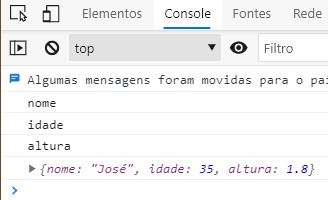 Elementos Console Fontes Rede
top Filtro
Algumas mensagens foram movidas para o pai
nome
idade
altura
{nome: "José", idade: 35, altura: 1.8}